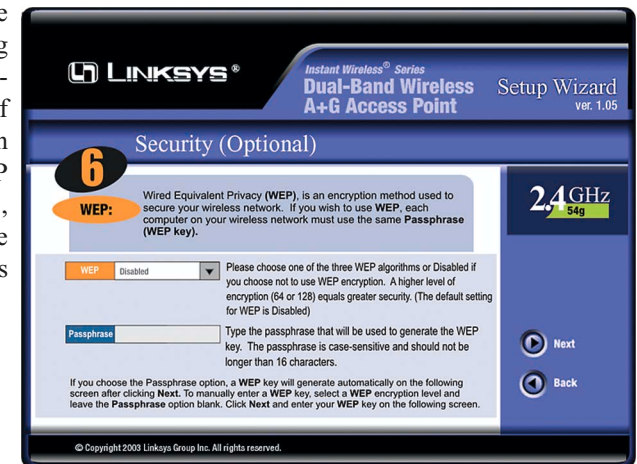 LINKSYS®
Instant Wireless® Series
Dual-Band Wireless
A+G Access Point
Setup Wizard
ver. 1.05
6
Security (Optional)
WEP:
Wired Equivalent Privacy (WEP), is an encryption method used to
secure your wireless network. If you wish to use WEP, each
computer on your wireless network must use the same Passphrase
(WEP key).
2.4GHz
54g
WEP
Disabled
Please choose one of the three WEP algorithms or Disabled if
you choose not to use WEP encryption. A higher level of
encryption (64 or 128) equals greater security. (The default setting
for WEP is Disabled)
Passphrase
Type the passphrase that will be used to generate the WEP
key. The passphrase is case-sensitive and should not be
longer than 16 characters.
If you choose the Passphrase option, a WEP key will generate automatically on the following
screen after clicking Next. To manually enter a WEP key, select a WEP encryption level and
leave the Passphrase option blank. Click Next and enter your WEP key on the following screen.
Next
Back
© Copyright 2003 Linksys Group Inc. All rights reserved.